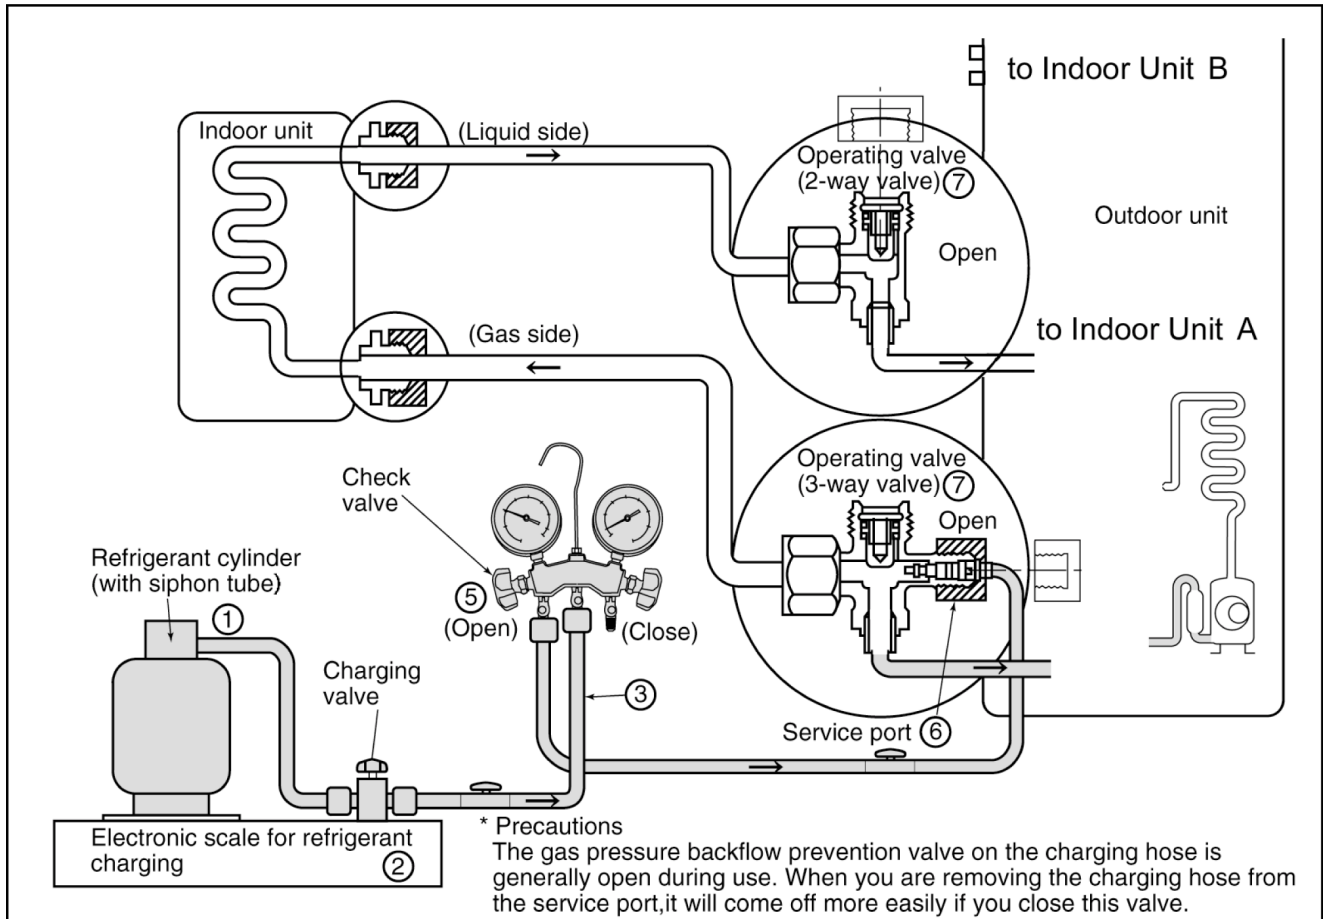 to Indoor Unit B
Indoor unit
(Liquid side)
Operating valve
(2-way valve) 7
Open
Outdoor unit
to Indoor Unit A
(Gas side)
Check
valve
Operating valve
(3-way valve) 7
Open
Refrigerant cylinder
(with siphon tube)
1
5
(Open)
(Close)
Charging
valve
3
Service port 6
Electronic scale for refrigerant
charging 2
* Precautions
The gas pressure backflow prevention valve on the charging hose is
generally open during use. When you are removing the charging hose from
the service port,it will come off more easily if you close this valve.